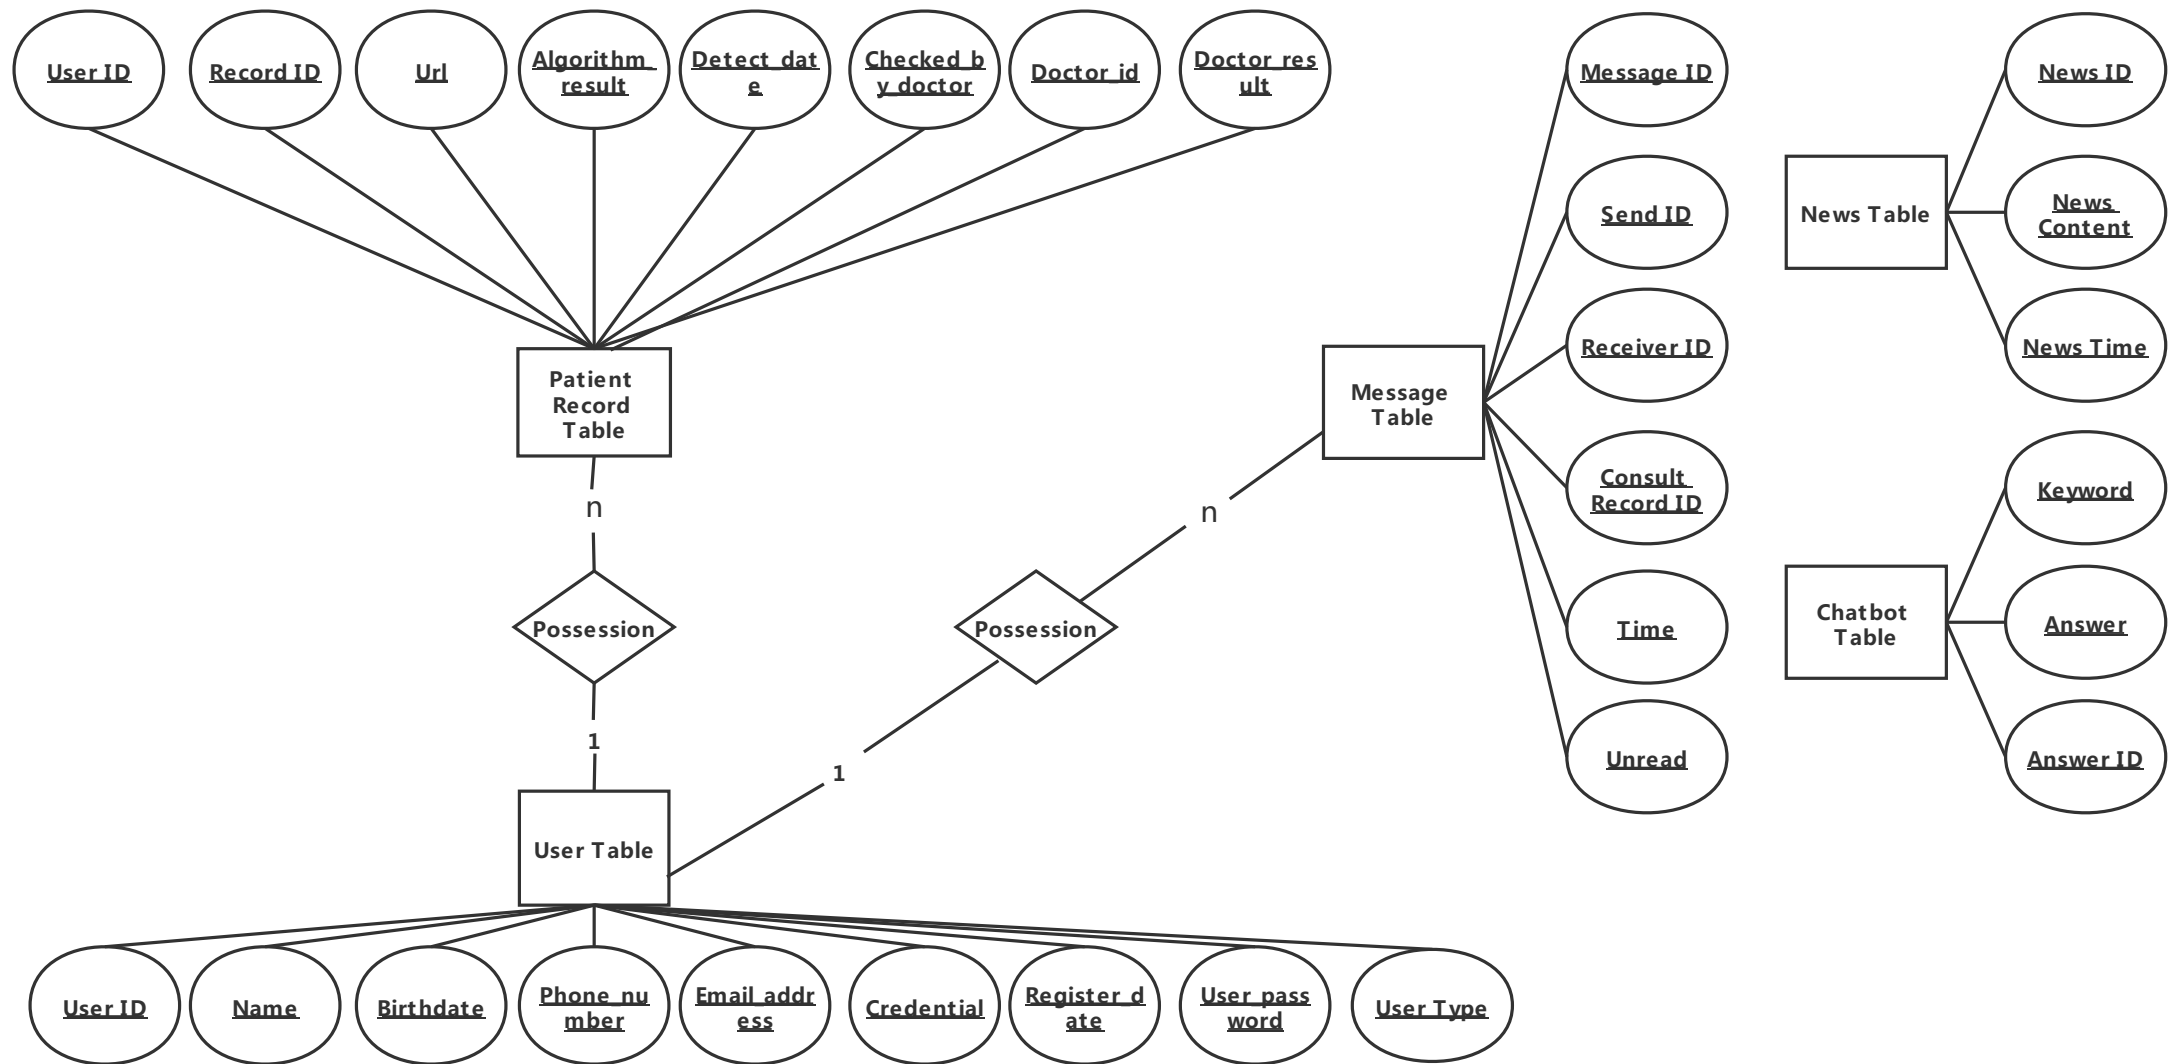 User ID
Record ID
Url
Algorithm_
result
Detect_dat
e
Checked_b
y_doctor
Doctor_id
Doctor_res
ult
Message ID
News ID
News Table
Send ID
News
Content
Receiver ID
News Time
Patient
Record
Table
Message
Table
Consult
Record ID
Keyword
n
n
Possession
Possession
Time
Chatbot
Table
Answer
1
1
Unread
Answer ID
User Table
User ID
Name
Birthdate
Phone_nu
mber
Email_addr
ess
Credential
Register_d
ate
User_pass
word
User Type